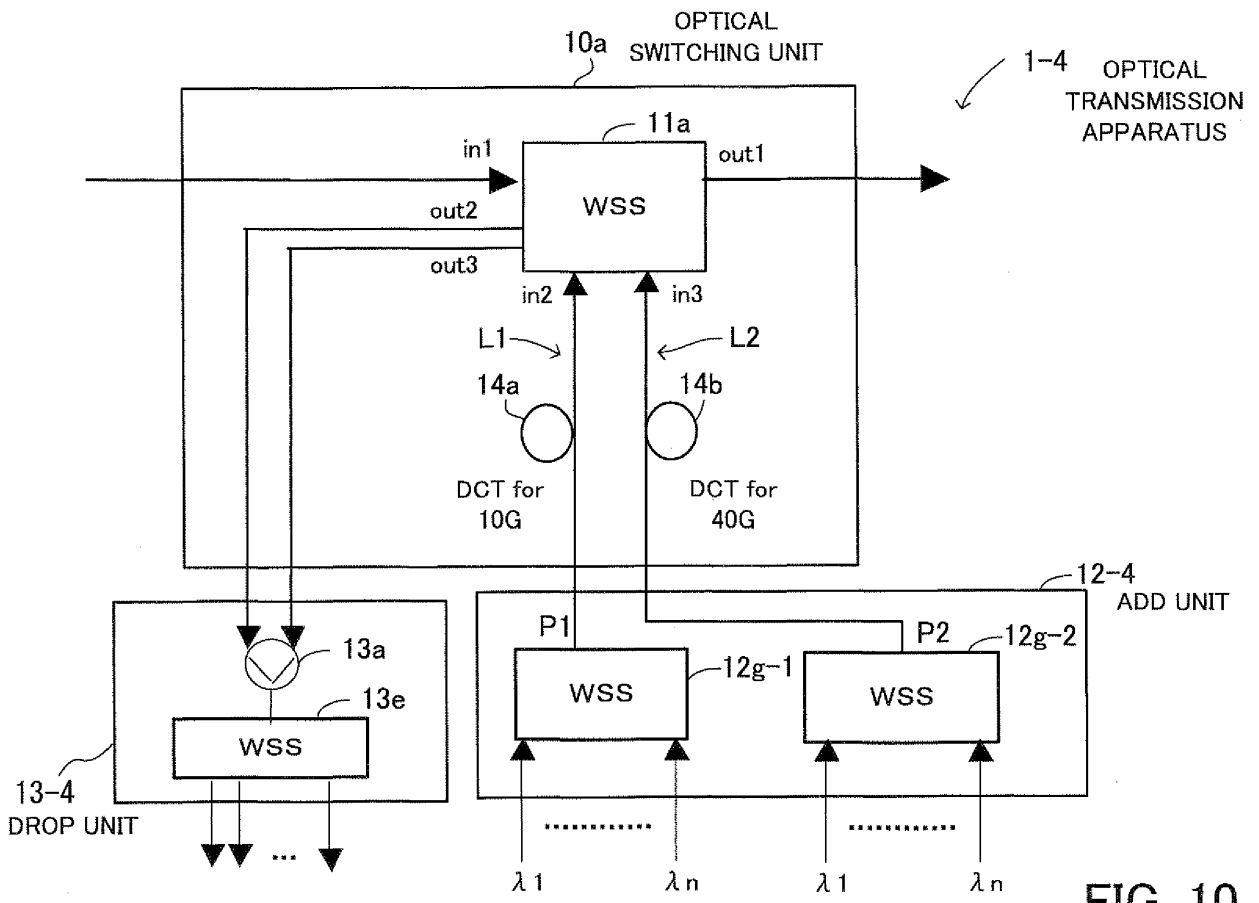 OPTICAL
SWITCHING UNIT
10a
1-4
OPTICAL
TRANSMISSION
APPARATUS
11a
in1
out1
WSS
out2
out3
in2
in3
L1
L2
14a
14b
DCT for
10G
DCT for
40G
12-4
ADD UNIT
P1
P2
12g-1
12g-2
WSS
WSS
13a
13e
WSS
13-4
DROP UNIT
...
λ1
λn
λ1
λn
FIG. 10